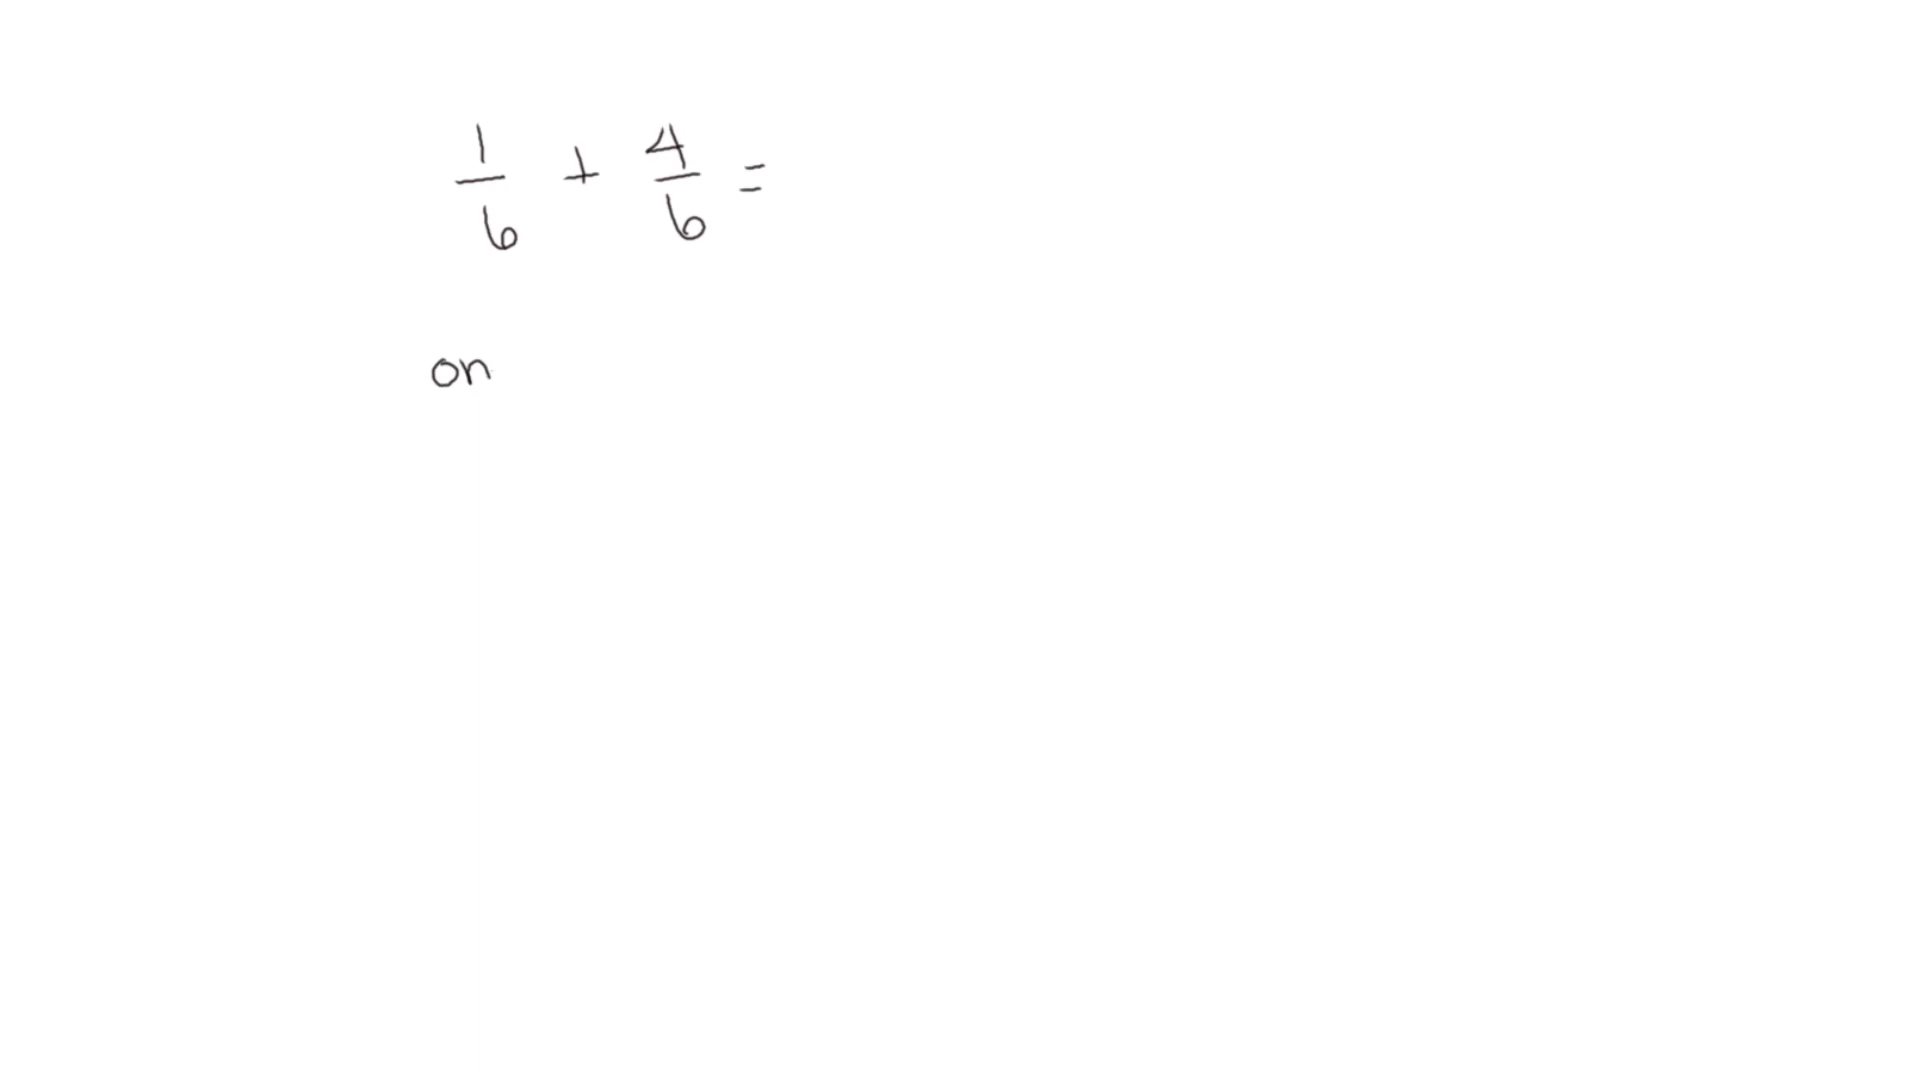 1/6 + 4/6 =
on